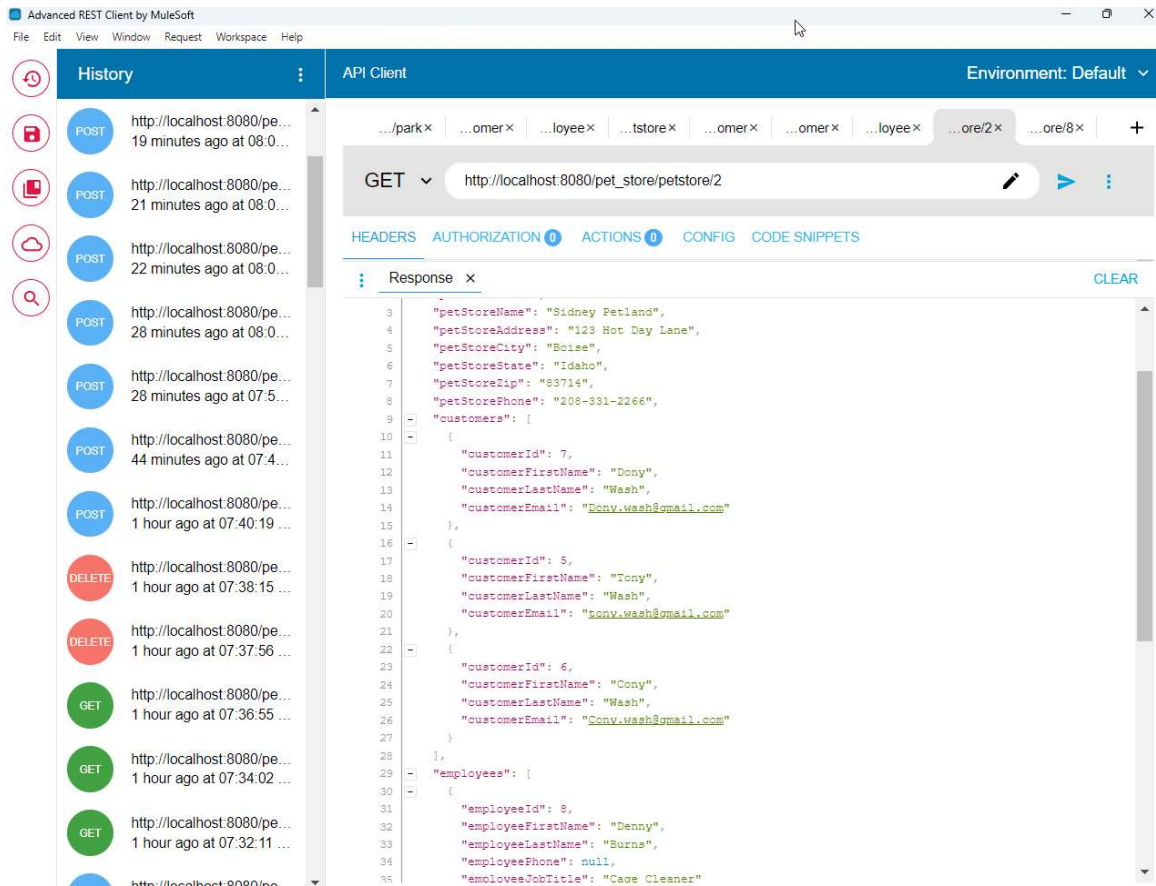 Advanced REST Client by MuleSoft
File Edit View Window Request Workspace Help
History
API Client
Environment: Default
POST
http://localhost:8080/pe...
19 minutes ago at 08:0...
POST
http://localhost:8080/pe...
21 minutes ago at 08:0...
POST
http://localhost:8080/pe...
22 minutes ago at 08:0...
POST
http://localhost:8080/pe...
28 minutes ago at 08:0...
POST
http://localhost:8080/pe...
28 minutes ago at 07:5...
POST
http://localhost:8080/pe...
44 minutes ago at 07:4...
POST
http://localhost:8080/pe...
1 hour ago at 07:40:19 ...
DELETE
http://localhost:8080/pe...
1 hour ago at 07:38:15 ...
DELETE
http://localhost:8080/pe...
1 hour ago at 07:37:56 ...
GET
http://localhost:8080/pe...
1 hour ago at 07:36:55 ...
GET
http://localhost:8080/pe...
1 hour ago at 07:34:02 ...
GET
http://localhost:8080/pe...
1 hour ago at 07:32:11 ...
http://localhost:8080/pe...
.../park× ...omer× ...loyee× ...tstore× ...omer× ...omer× ...loyee× ...ore/2× ...ore/8× +
GET http://localhost:8080/pet_store/petstore/2
HEADERS AUTHORIZATION 0 ACTIONS 0 CONFIG CODE SNIPPETS
Response × CLEAR
3 "petStoreName": "Sidney Petland",
4 "petStoreAddress": "123 Hot Day Lane",
5 "petStoreCity": "Boise",
6 "petStoreState": "Idaho",
7 "petStoreZip": "83714",
8 "petStorePhone": "208-331-2266",
9 - "customers": [
10 - {
11 "customerId": 7,
12 "customerFirstName": "Dony",
13 "customerLastName": "Wash",
14 "customerEmail": "Dony.wash@gmail.com"
15 },
16 - {
17 "customerId": 5,
18 "customerFirstName": "Tony",
19 "customerLastName": "Wash",
20 "customerEmail": "tony.wash@gmail.com"
21 },
22 - {
23 "customerId": 6,
24 "customerFirstName": "Cony",
25 "customerLastName": "Wash",
26 "customerEmail": "Cony.wash@gmail.com"
27 }
28 ],
29 - "employees": [
30 - {
31 "employeeId": 8,
32 "employeeFirstName": "Denny",
33 "employeeLastName": "Burns",
34 "employeePhone": null,
35 "employeeJobTitle": "Cage Cleaner"